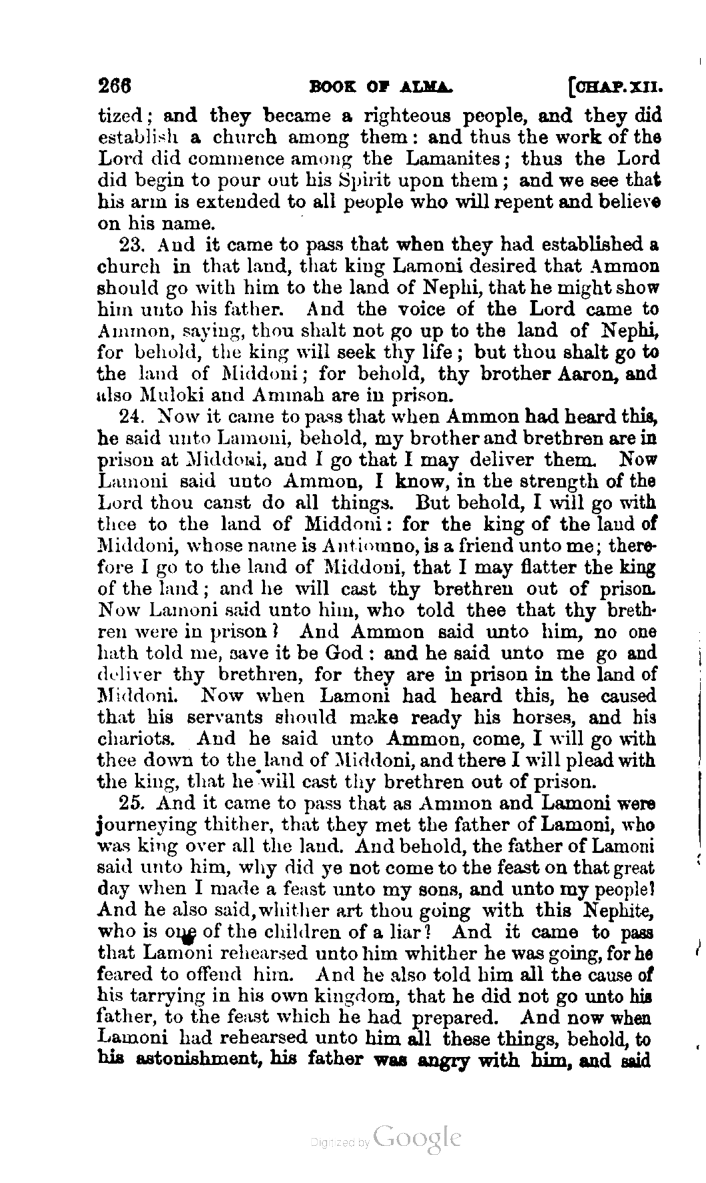 266 BOOK OF ALMA. [CHAP. XII.
tized; and they became a righteous people, and they did
establish a church among them: and thus the work of the
Lord did commence among the Lamanites; thus the Lord
did begin to pour out his Spirit upon them; and we see that
his arm is extended to all people who will repent and believe
on his name.
23. And it came to pass that when they had established a
church in that land, that king Lamoni desired that Ammon
should go with him to the land of Nephi, that he might show
him unto his father. And the voice of the Lord came to
Ammon, saying, thou shalt not go up to the land of Nephi,
for behold, the king will seek thy life; but thou shalt go to
the land of Middoni; for behold, thy brother Aaron, and
also Muloki and Ammah are in prison.
24. Now it came to pass that when Ammon had heard this,
he said unto Lamoni, behold, my brother and brethren are in
prison at Middoni, and I go that I may deliver them. Now
Lamoni said unto Ammon, I know, in the strength of the
Lord thou canst do all things. But behold, I will go with
thee to the land of Middoni: for the king of the land of
Middoni, whose name is Antiomno, is a friend unto me; there-
fore I go to the land of Middoni, that I may flatter the king
of the land; and he will cast thy brethren out of prison.
Now Lamoni said unto him, who told thee that thy breth-
ren were in prison? And Ammon said unto him, no one
hath told me, save it be God: and he said unto me go and
deliver thy brethren, for they are in prison in the land of
Middoni. Now when Lamoni had heard this, he caused
that his servants should make ready his horses, and his
chariots. And he said unto Ammon, come, I will go with
thee down to the land of Middoni, and there I will plead with
the king, that he will cast thy brethren out of prison.
25. And it came to pass that as Ammon and Lamoni were
journeying thither, that they met the father of Lamoni, who
was king over all the land. And behold, the father of Lamoni
said unto him, why did ye not come to the feast on that great
day when I made a feast unto my sons, and unto my people?
And he also said, whither art thou going with this Nephite,
who is one of the children of a liar? And it came to pass
that Lamoni rehearsed unto him whither he was going, for he
feared to offend him. And he also told him all the cause of
his tarrying in his own kingdom, that he did not go unto his
father, to the feast which he had prepared. And now when
Lamoni had rehearsed unto him all these things, behold, to
his astonishment, his father was angry with him, and said
Digitized by Google